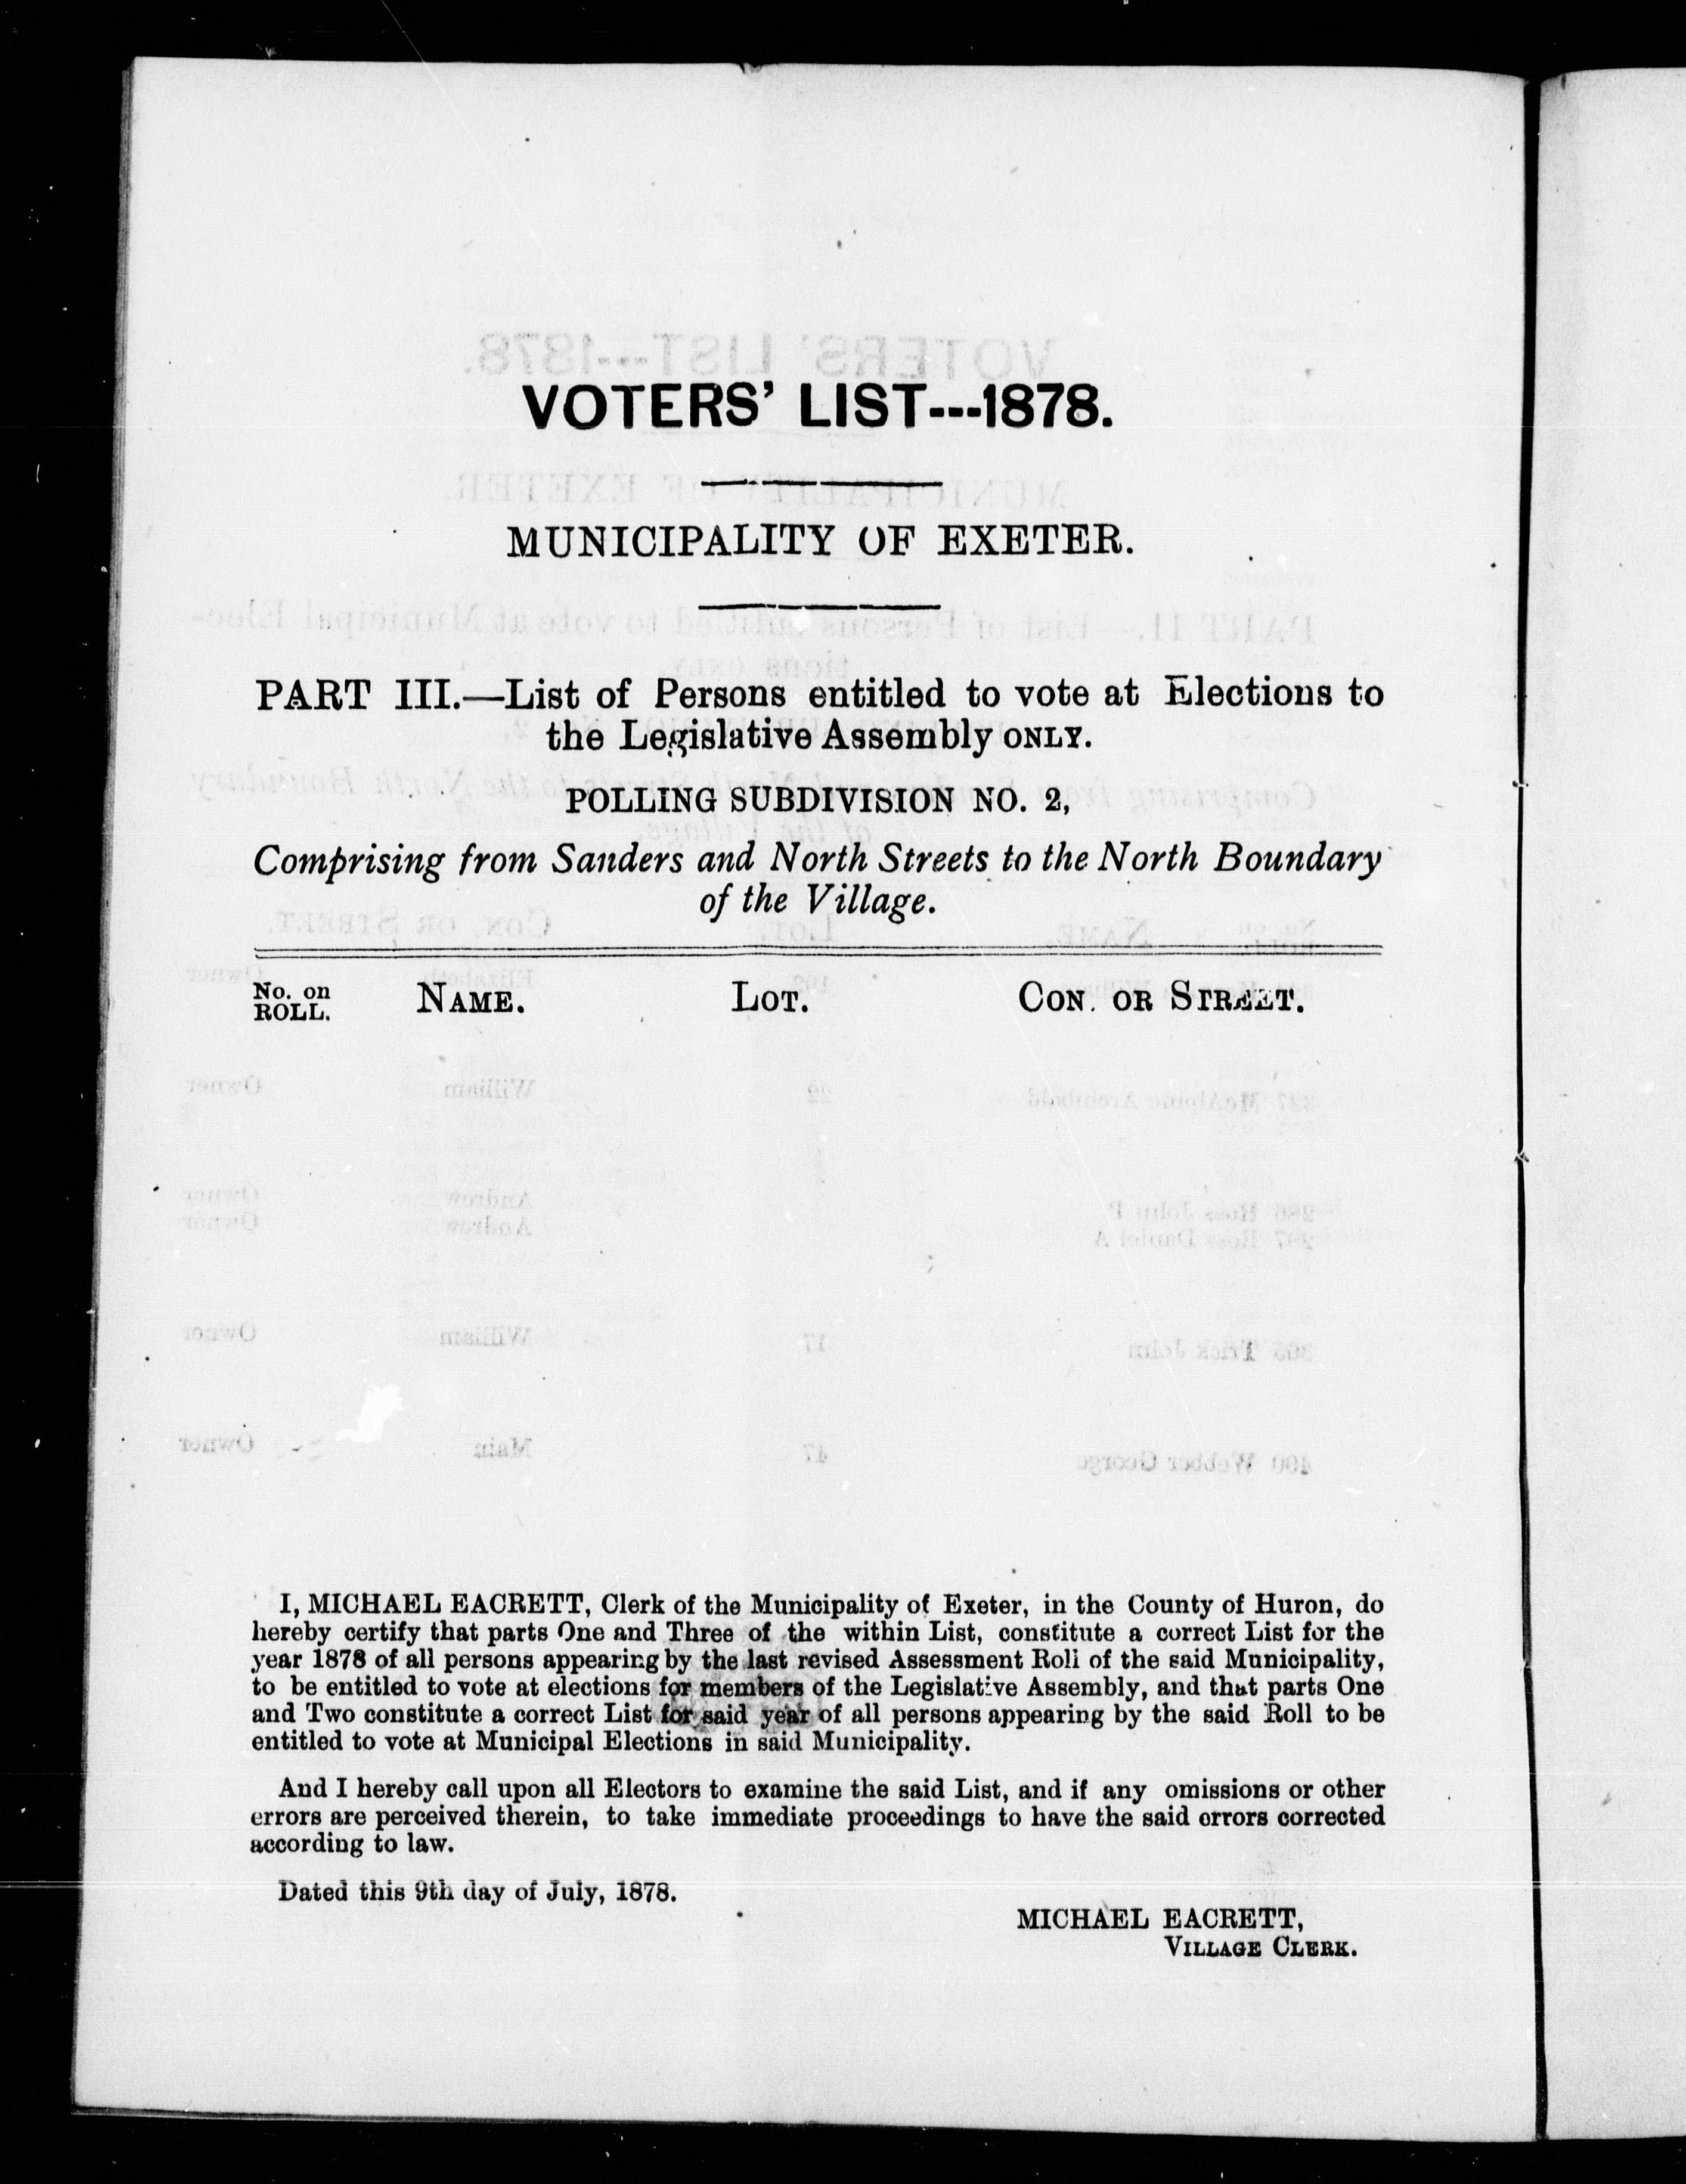 VOTERS' LIST---1878.
MUNICIPALITY OF EXETER.
PART III.—List of Persons entitled to vote at Elections to
the Legislative Assembly ONLY.
POLLING SUBDIVISION NO. 2,
Comprising from Sanders and North Streets to the North Boundary
of the Village.
No. on ROLL. NAME. LOT. CON. OR STREET.
I, MICHAEL EACRETT, Clerk of the Municipality of Exeter, in the County of Huron, do
hereby certify that parts One and Three of the within List, constitute a correct List for the
year 1878 of all persons appearing by the last revised Assessment Roll of the said Municipality,
to be entitled to vote at elections for members of the Legislative Assembly, and that parts One
and Two constitute a correct List for said year of all persons appearing by the said Roll to be
entitled to vote at Municipal Elections in said Municipality.
And I hereby call upon all Electors to examine the said List, and if any omissions or other
errors are perceived therein, to take immediate proceedings to have the said errors corrected
according to law.
Dated this 9th day of July, 1878.
MICHAEL EACRETT,
VILLAGE CLERK.